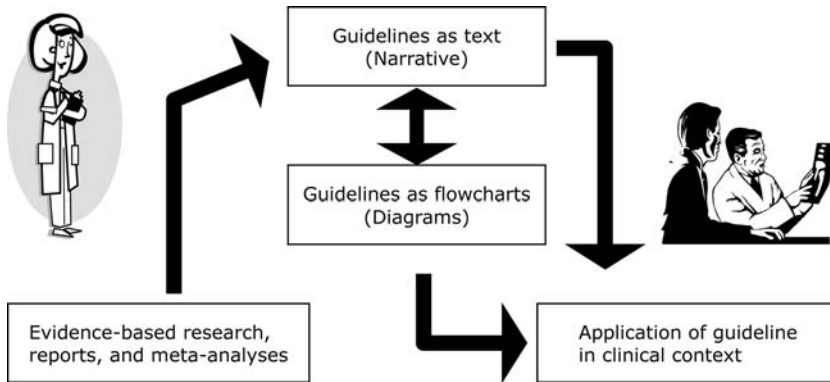 Guidelines as text
(Narrative)
Guidelines as flowcharts
(Diagrams)
Evidence-based research,
reports, and meta-analyses
Application of guideline
in clinical context